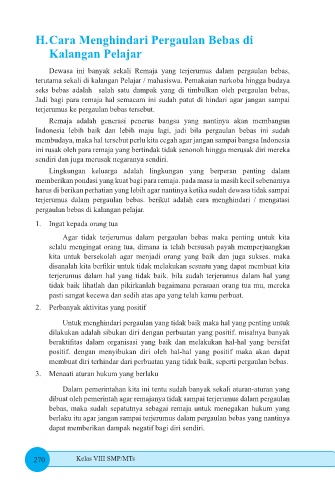 H. Cara Menghindari Pergaulan Bebas di
Kalangan Pelajar
Dewasa ini banyak sekali Remaja yang terjerumus dalam pergaulan bebas,
terutama sekali di kalangan Pelajar / mahasiswa. Pemakaian narkoba hingga budaya
seks bebas adalah salah satu dampak yang di timbulkan oleh pergaulan bebas,
Jadi bagi para remaja hal semacam ini sudah patut di hindari agar jangan sampai
terjerumus ke pergaulan bebas tersebut.
Remaja adalah generasi penerus bangsa yang nantinya akan membangun
Indonesia lebih baik dan lebih maju lagi, jadi bila pergaulan bebas ini sudah
membudaya, maka hal tersebut perlu kita cegah agar jangan sampai bangsa Indonesia
ini rusak oleh para remaja yang bertindak tidak senonoh hingga merusak diri mereka
sendiri dan juga merusak negaranya sendiri.
Lingkungan keluarga adalah lingkungan yang berperan penting dalam
memberikan pondasi yang kuat bagi para remaja, pada masa ia masih kecil sebenarnya
harus di berikan perhatian yang lebih agar nantinya ketika sudah dewasa tidak sampai
terjerumus dalam pergaulan bebas. berikut adalah cara menghindari / mengatasi
pergaulan bebas di kalangan pelajar.
1. Ingat kepada orang tua
Agar tidak terjerumus dalam pergaulan bebas maka penting untuk kita
selalu mengingat orang tua, dimana ia telah bersusah payah memperjuangkan
kita untuk bersekolah agar menjadi orang yang baik dan juga sukses. maka
disanalah kita berfikir untuk tidak melakukan sesuatu yang dapat membuat kita
terjerumus dalam hal yang tidak baik. bila sudah terjerumus dalam hal yang
tidak baik lihatlah dan pikirkanlah bagaimana perasaan orang tua mu, mereka
pasti sangat kecewa dan sedih atas apa yang telah kamu perbuat.
2. Perbanyak aktivitas yang positif
Untuk menghindari pergaulan yang tidak baik maka hal yang penting untuk
dilakukan adalah sibukan diri dengan perbuatan yang positif. misalnya banyak
beraktifitas dalam organisasi yang baik dan melakukan hal-hal yang bersifat
positif. dengan menyibukan diri oleh hal-hal yang positif maka akan dapat
membuat diri terhindar dari perbuatan yang tidak baik, seperti pergaulan bebas.
3. Menaati aturan hukum yang berlaku
Dalam pemerintahan kita ini tentu sudah banyak sekali aturan-aturan yang
dibuat oleh pemerintah agar remajanya tidak sampai terjerumus dalam pergaulan
bebas, maka sudah sepatutnya sebagai remaja untuk menegakan hukum yang
berlaku itu agar jangan sampai terjerumus dalam pergaulan bebas yang nantinya
dapat memberikan dampak negatif bagi diri sendiri.
270 Kelas VIII SMP/MTs